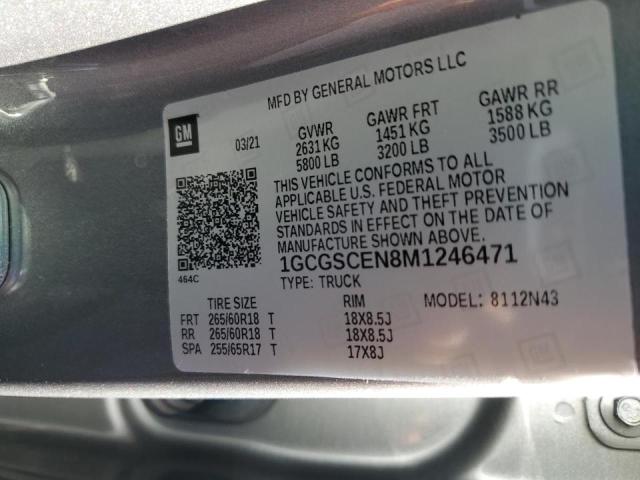 MFD BY GENERAL MOTORS LLC
GM
03/21
GVWR GAWR FRT GAWR RR
2631 KG 1451 KG 1588 KG
5800 LB 3200 LB 3500 LB
THIS VEHICLE CONFORMS TO ALL
APPLICABLE U.S. FEDERAL MOTOR
VEHICLE SAFETY AND THEFT PREVENTION
STANDARDS IN EFFECT ON THE DATE OF
MANUFACTURE SHOWN ABOVE.
464C
1GCGSCEN8M1246471
TYPE: TRUCK MODEL: 8112N43
TIRE SIZE RIM
FRT 265/60R18 T 18X8.5J
RR 265/60R18 T 18X8.5J
SPA 255/65R17 T 17X8J